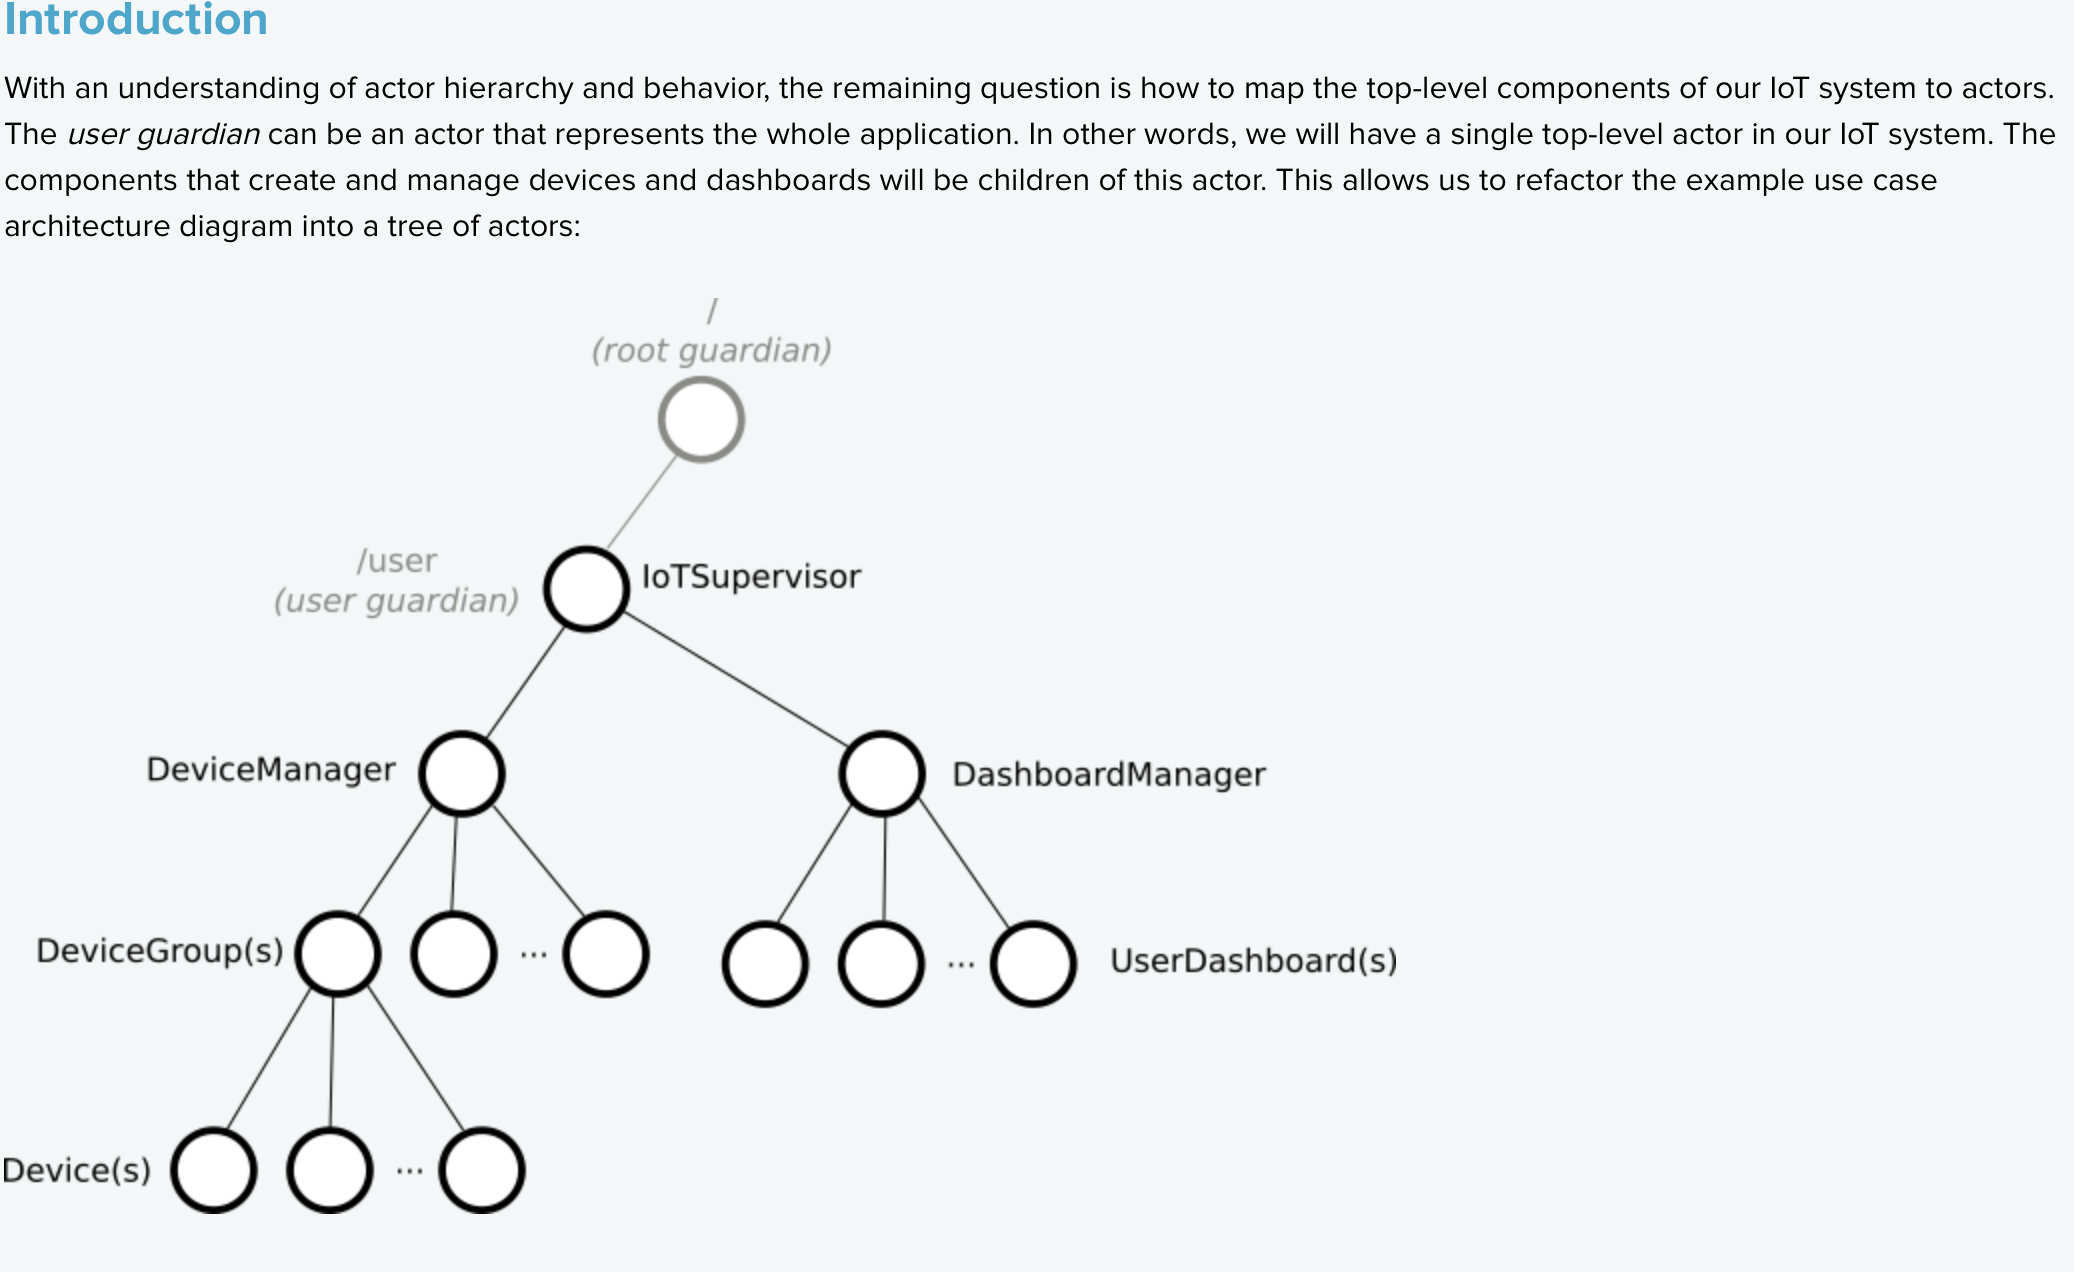 Introduction
With an understanding of actor hierarchy and behavior, the remaining question is how to map the top-level components of our IoT system to actors.
The user guardian can be an actor that represents the whole application. In other words, we will have a single top-level actor in our IoT system. The
components that create and manage devices and dashboards will be children of this actor. This allows us to refactor the example use case
architecture diagram into a tree of actors:
/
(root guardian)
/user
(user guardian)
IoTSupervisor
DeviceManager
DashboardManager
DeviceGroup(s)
...
...
UserDashboard(s)
Device(s)
...